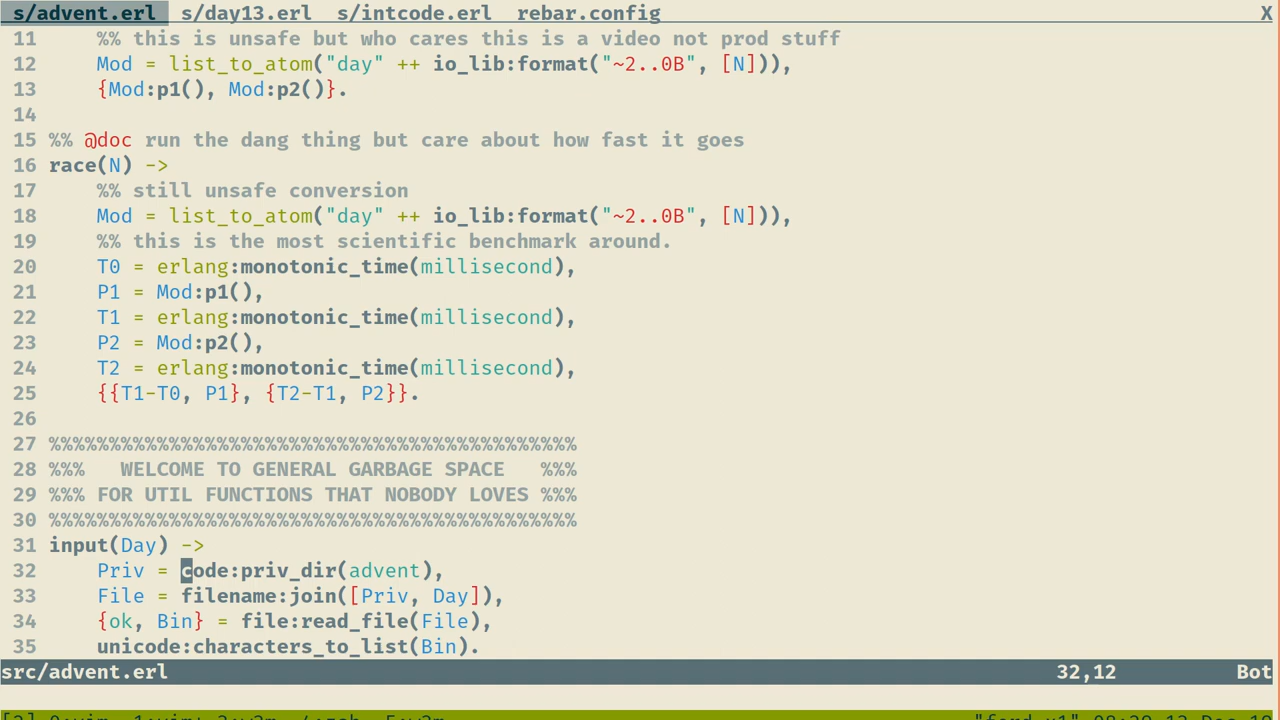 s/advent.erl s/day13.erl s/intcode.erl rebar.config X
11     %% this is unsafe but who cares this is a video not prod stuff
12     Mod = list_to_atom("day" ++ io_lib:format("~2..0B", [N])),
13     {Mod:p1(), Mod:p2()}.
14
15 %% @doc run the dang thing but care about how fast it goes
16 race(N) ->
17     %% still unsafe conversion
18     Mod = list_to_atom("day" ++ io_lib:format("~2..0B", [N])),
19     %% this is the most scientific benchmark around.
20     T0 = erlang:monotonic_time(millisecond),
21     P1 = Mod:p1(),
22     T1 = erlang:monotonic_time(millisecond),
23     P2 = Mod:p2(),
24     T2 = erlang:monotonic_time(millisecond),
25     {{T1-T0, P1}, {T2-T1, P2}}.
26
27 %%%%%%%%%%%%%%%%%%%%%%%%%%%%%%%%%%%%%%%%%%%%
28 %%%   WELCOME TO GENERAL GARBAGE SPACE   %%%
29 %%% FOR UTIL FUNCTIONS THAT NOBODY LOVES %%%
30 %%%%%%%%%%%%%%%%%%%%%%%%%%%%%%%%%%%%%%%%%%%%
31 input(Day) ->
32     Priv = code:priv_dir(advent),
33     File = filename:join([Priv, Day]),
34     {ok, Bin} = file:read_file(File),
35     unicode:characters_to_list(Bin).
src/advent.erl 32,12 Bot